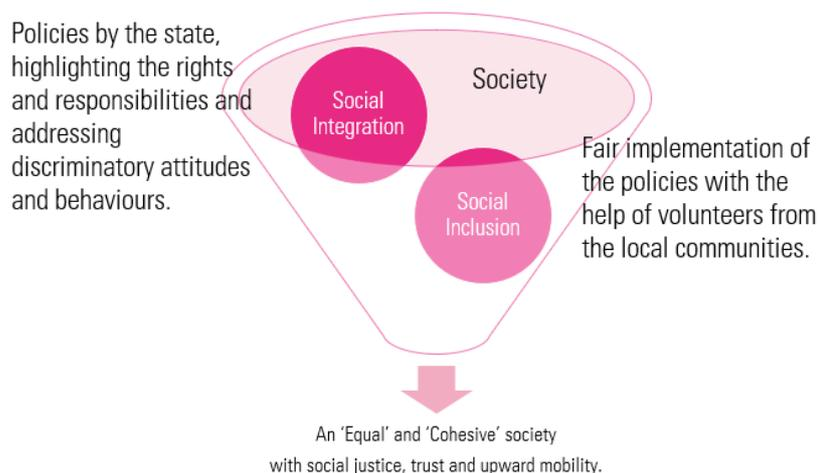 Policies by the state,
highlighting the rights
and responsibilities and
addressing
discriminatory attitudes
and behaviours.
Society
Social
Integration
Social
Inclusion
Fair implementation of
the policies with the
help of volunteers from
the local communities.
An ‘Equal’ and ‘Cohesive’ society
with social justice, trust and upward mobility.